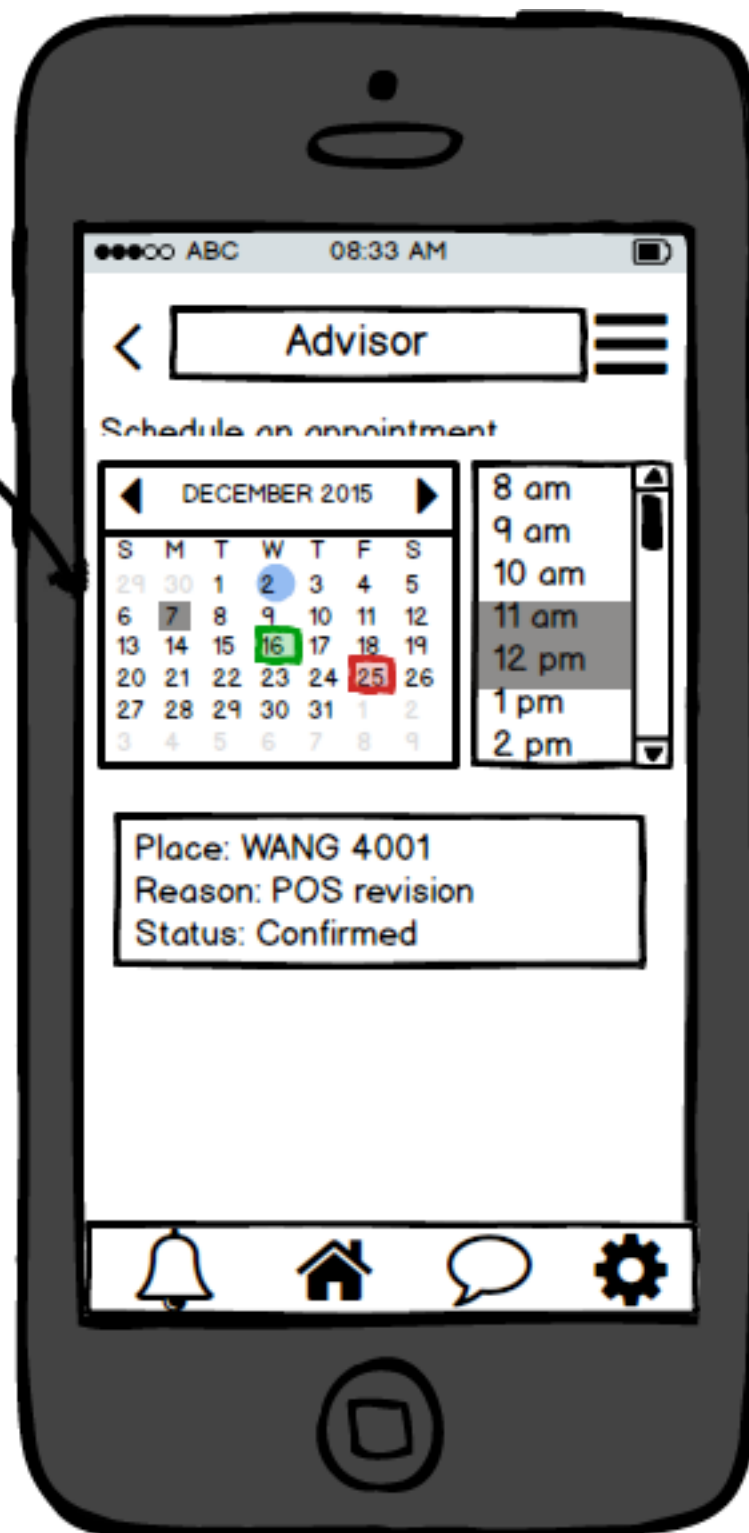 ABC 08:33 AM
Advisor
Schedule an appointment
DECEMBER 2015
S M T W T F S
29 30 1 2 3 4 5
6 7 8 9 10 11 12
13 14 15 16 17 18 19
20 21 22 23 24 25 26
27 28 29 30 31 1 2
3 4 5 6 7 8 9
8 am
9 am
10 am
11 am
12 pm
1 pm
2 pm
Place: WANG 4001
Reason: POS revision
Status: Confirmed